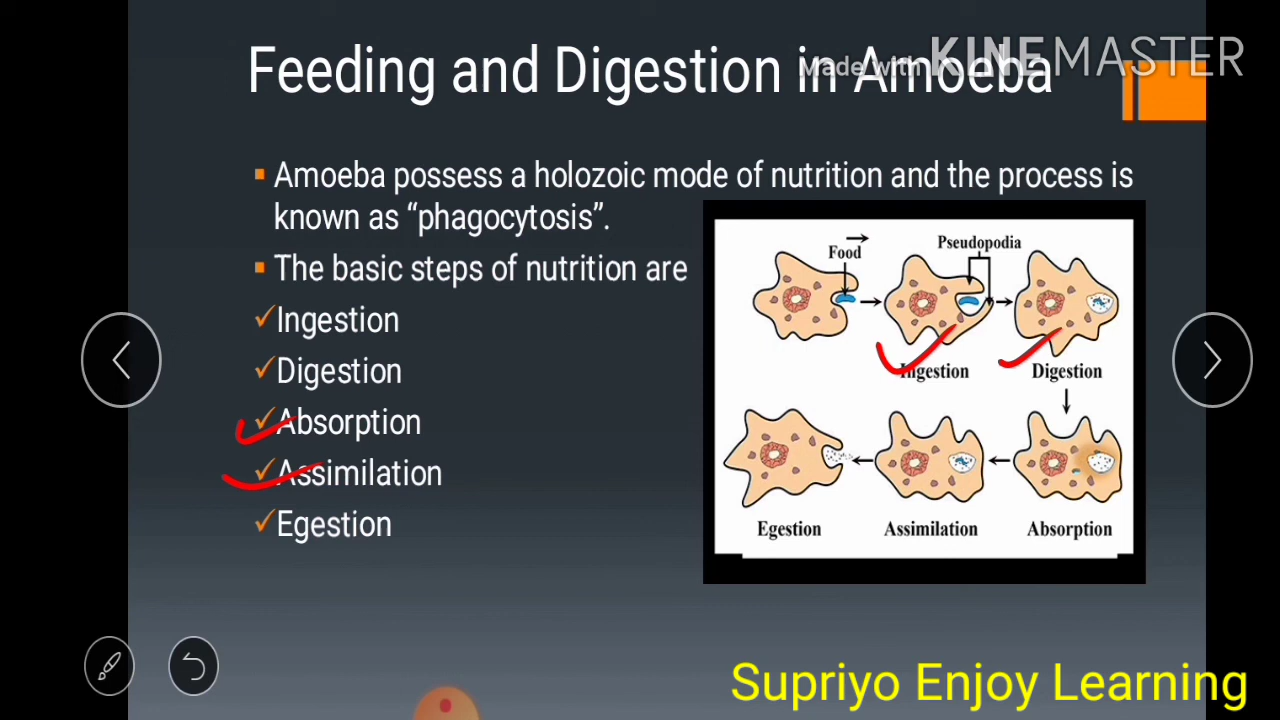 Feeding and Digestion in Amoeba
Made with KINEMASTER
Amoeba possess a holozoic mode of nutrition and the process is
known as “phagocytosis”.
The basic steps of nutrition are
Ingestion
Digestion
Absorption
Assimilation
Egestion
Food
Pseudopodia
Ingestion
Digestion
Egestion
Assimilation
Absorption
Supriyo Enjoy Learning